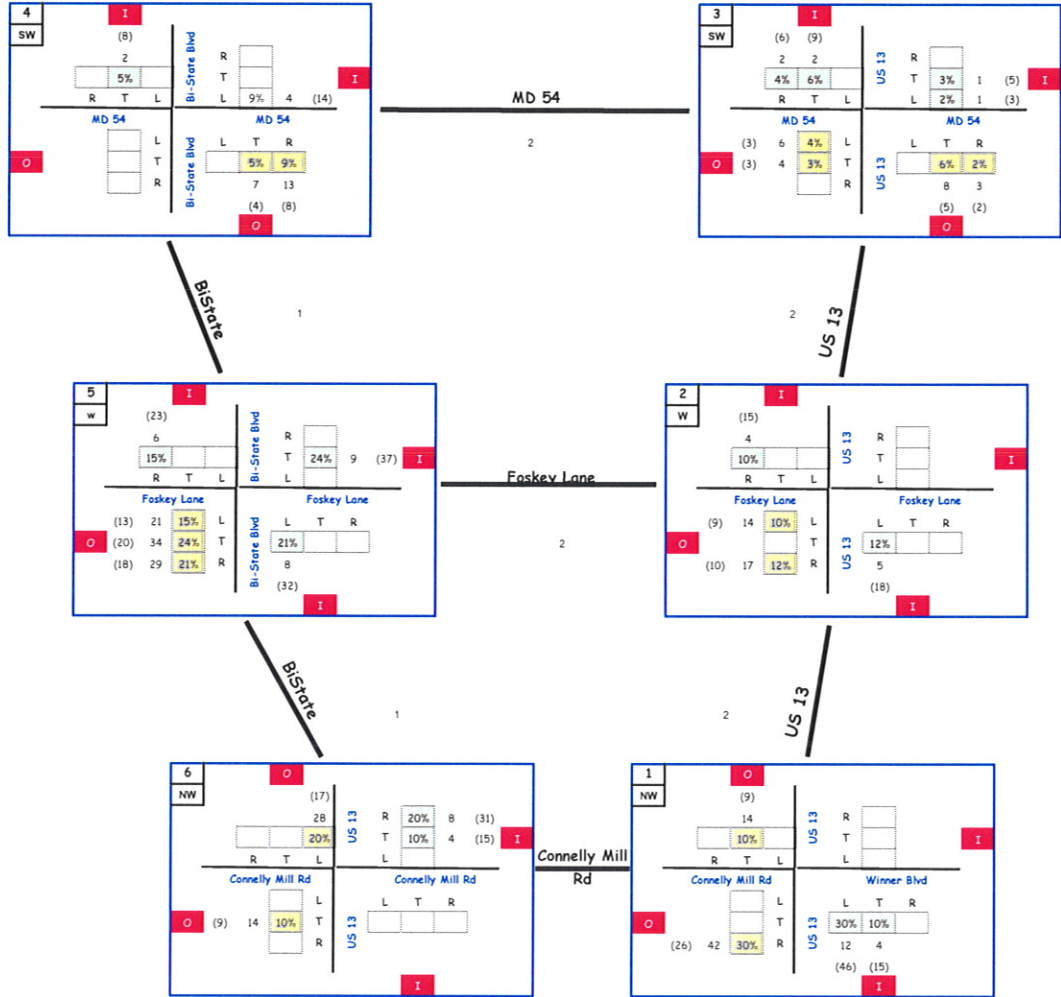 4
SW
I
(8)
2
5%
R T L
Bi-State Blvd
R
T
L 9% 4 (14)
I
MD 54
MD 54
O
L
T
R
Bi-State Blvd
L T R
5% 9%
7 13
(4) (8)
O
MD 54
2
3
SW
I
(6) (9)
2 2
4% 6%
R T L
US 13
R
T 3% 1 (5)
L 2% 1 (3)
I
MD 54
MD 54
O
(3) 6 4% L
(3) 4 3% T
R
US 13
L T R
6% 2%
8 3
(5) (2)
O
BiState
1
2
US 13
5
w
I
(23)
6
15%
R T L
Bi-State Blvd
R
T 24% 9 (37)
L
I
Foskey Lane
Foskey Lane
O
(13) 21 15% L
(20) 34 24% T
(18) 29 21% R
Bi-State Blvd
L T R
21%
8
(32)
I
Foskey Lane
2
2
W
I
(15)
4
10%
R T L
US 13
R
T
L
I
Foskey Lane
Foskey Lane
O
(9) 14 10% L
T
(10) 17 12% R
US 13
L T R
12%
5
(18)
I
BiState
1
2
US 13
6
NW
O
(17)
28
20%
R T L
US 13
R 20% 8 (31)
T 10% 4 (15)
L
I
Connelly Mill Rd
Connelly Mill Rd
O
L
(9) 14 10% T
R
US 13
L T R
I
Connelly Mill
Rd
1
NW
O
(9)
14
10%
R T L
US 13
R
T
L
I
Connelly Mill Rd
Winner Blvd
O
L
T
(26) 42 30% R
US 13
L T R
30% 10%
12 4
(46) (15)
I